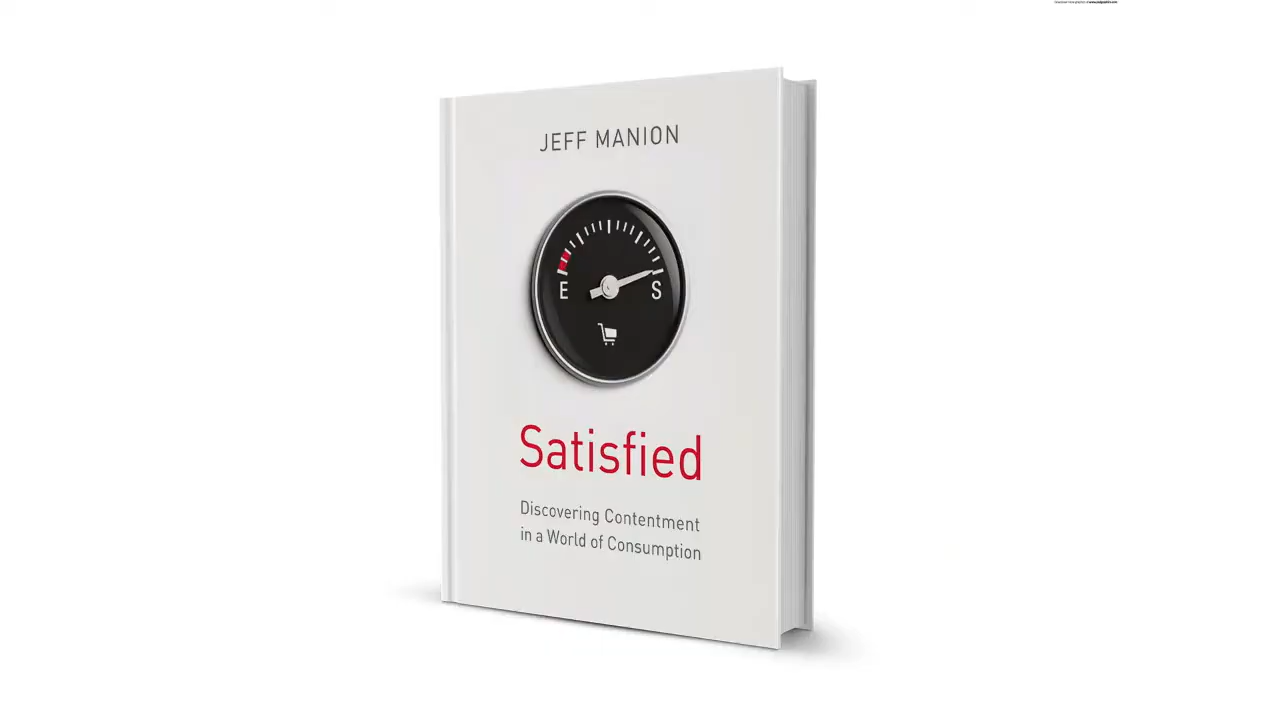 JEFF MANION
E S
Satisfied
Discovering Contentment
in a World of Consumption